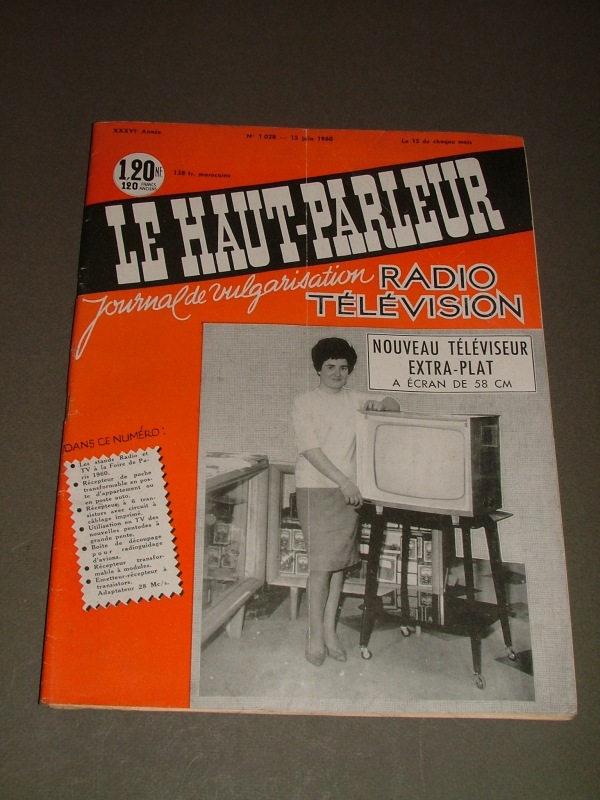 XXXVIe Année
N° 1 028 — 15 juin 1960
Le 15 de chaque mois
1,20 NF
120 FRANCS ANCIENS
138 fr. marocains
LE HAUT-PARLEUR
Journal de vulgarisation
RADIO
TÉLÉVISION
NOUVEAU TÉLÉVISEUR
EXTRA-PLAT
A ÉCRAN DE 58 CM
DANS CE NUMÉRO :
● Les stands Radio et
TV à la Foire de Pa-
ris 1960.
● Récepteur de poche
transformable en pos-
te d'appartement ou
en poste auto.
● Récepteur à 6 tran-
sistors avec circuit à
câblage imprimé.
● Utilisation en TV des
nouvelles pentodes à
grande pente.
● Boîte de découpage
pour radioguidage
d'avions.
● Récepteur transfor-
mable à modules.
● Emetteur-récepteur à
transistors.
Adaptateur 28 Mc/s.